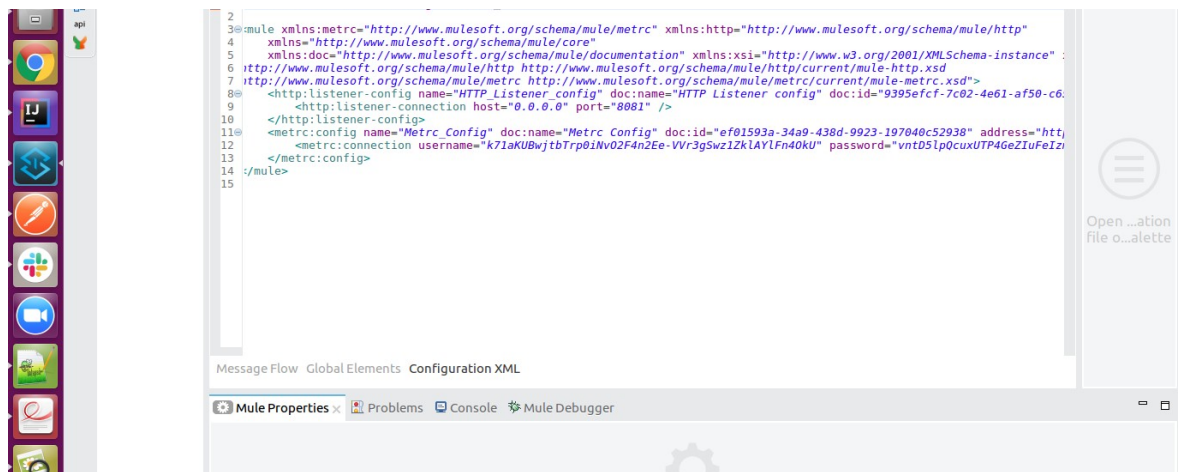 api
2
3 :mule xmlns:metrc="http://www.mulesoft.org/schema/mule/metrc" xmlns:http="http://www.mulesoft.org/schema/mule/http"
4 xmlns="http://www.mulesoft.org/schema/mule/core"
5 xmlns:doc="http://www.mulesoft.org/schema/mule/documentation" xmlns:xsi="http://www.w3.org/2001/XMLSchema-instance"
6 ttp://www.mulesoft.org/schema/mule/http http://www.mulesoft.org/schema/mule/http/current/mule-http.xsd
7 ttp://www.mulesoft.org/schema/mule/metrc http://www.mulesoft.org/schema/mule/metrc/current/mule-metrc.xsd">
8 <http:listener-config name="HTTP_Listener_config" doc:name="HTTP Listener config" doc:id="9395efcf-7c02-4e61-af50-c6
9 <http:listener-connection host="0.0.0.0" port="8081" />
10 </http:listener-config>
11 <metrc:config name="Metrc_Config" doc:name="Metrc Config" doc:id="ef01593a-34a9-438d-9923-197040c52938" address="htt
12 <metrc:connection username="k71aKUBwjtbTrp0iNvO2F4n2Ee-VVr3gSwz1ZklAYlFn4OkU" password="vntD5lpQcuxUTP4GeZIuFeIz
13 </metrc:config>
14 :/mule>
15
Open ...ation
file o...alette
Message Flow Global Elements Configuration XML
Mule Properties Problems Console Mule Debugger